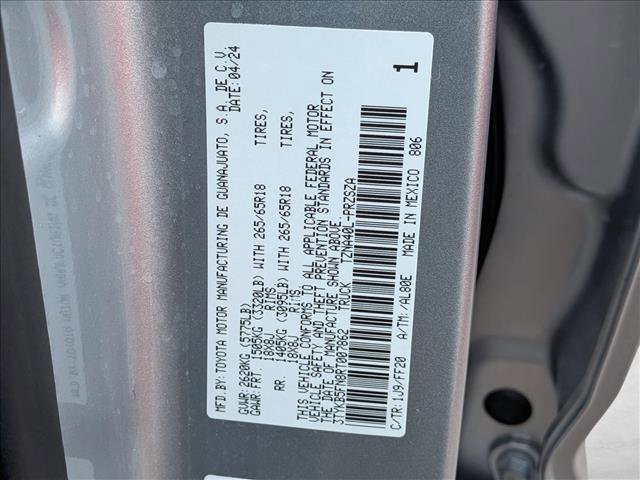 MFD.BY: TOYOTA MOTOR MANUFACTURING DE GUANAJUATO, S.A. DE C.V.
DATE: 04/24
GVWR: 2620KG (5775LB)
GAWR: FRT. 1505KG (3320LB) WITH 265/65R18 TIRES,
18X8J RIMS
RR. 1405KG (3095LB) WITH 265/65R18 TIRES,
18X8J RIMS.
THIS VEHICLE CONFORMS TO ALL APPLICABLE FEDERAL MOTOR
VEHICLE SAFETY AND THEFT PREVENTION STANDARDS IN EFFECT ON
THE DATE OF MANUFACTURE SHOWN ABOVE.
TRUCK TZNA40L-PRZSZA
C/TR: 1J9/FF20 A/TM: /AL80E MADE IN MEXICO 806
1